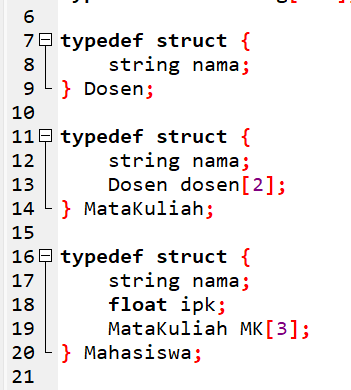 6
7 typedef struct {
8     string nama;
9 } Dosen;
10
11 typedef struct {
12     string nama;
13     Dosen dosen[2];
14 } MataKuliah;
15
16 typedef struct {
17     string nama;
18     float ipk;
19     MataKuliah MK[3];
20 } Mahasiswa;
21